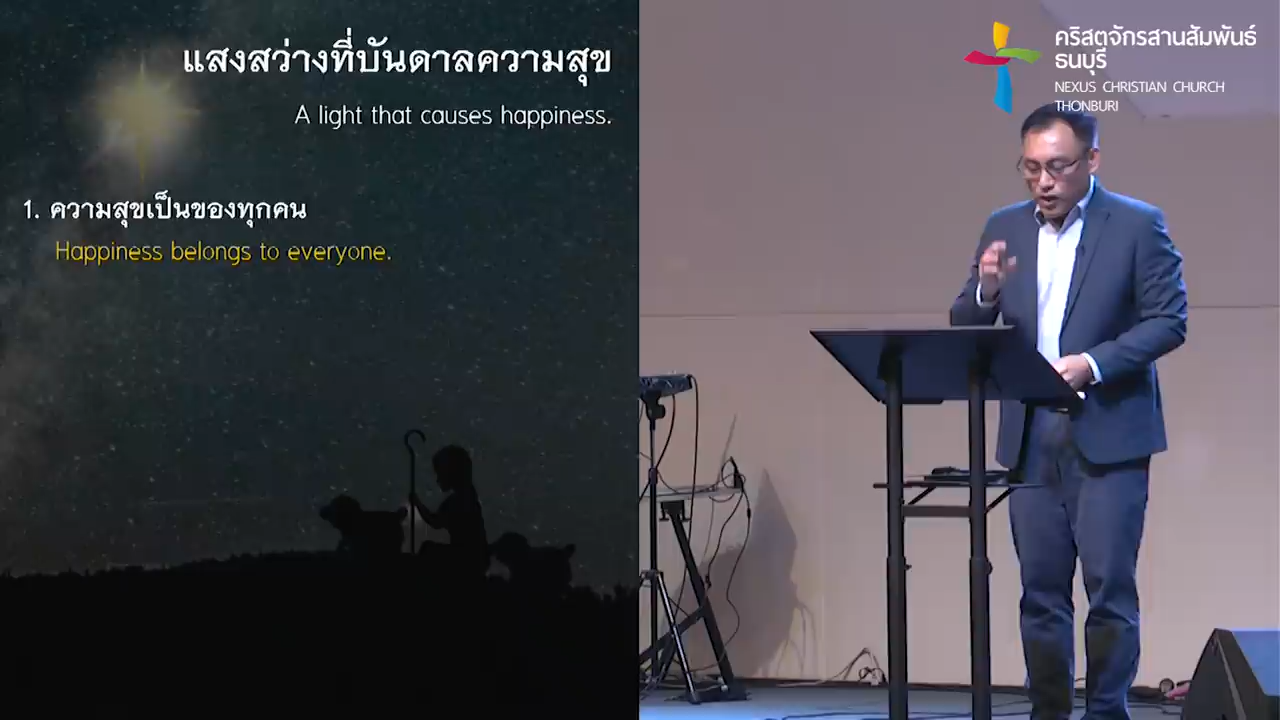 แสงสว่างที่บันดาลความสุข
A light that causes happiness.
1. ความสุขเป็นของทุกคน
Happiness belongs to everyone.
คริสตจักรสานสัมพันธ์
ธนบุรี
NEXUS CHRISTIAN CHURCH
THONBURI